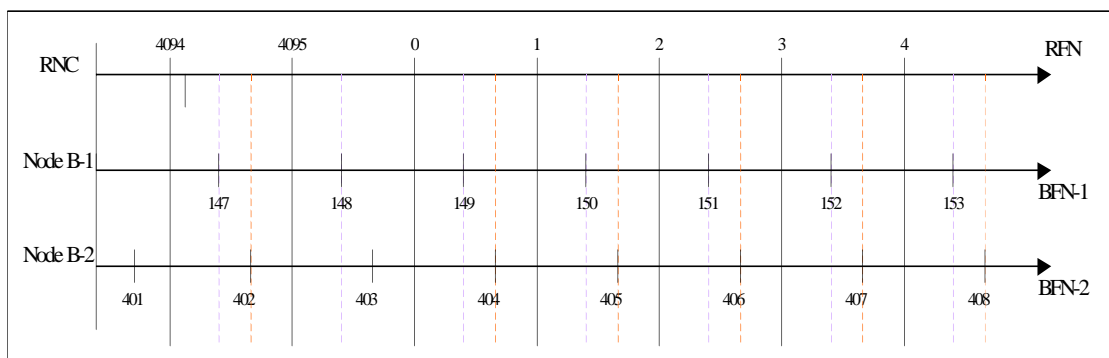 4094 4095 0 1 2 3 4 RFN
RNC
Node B-1
147 148 149 150 151 152 153 BFN-1
Node B-2
401 402 403 404 405 406 407 408 BFN-2